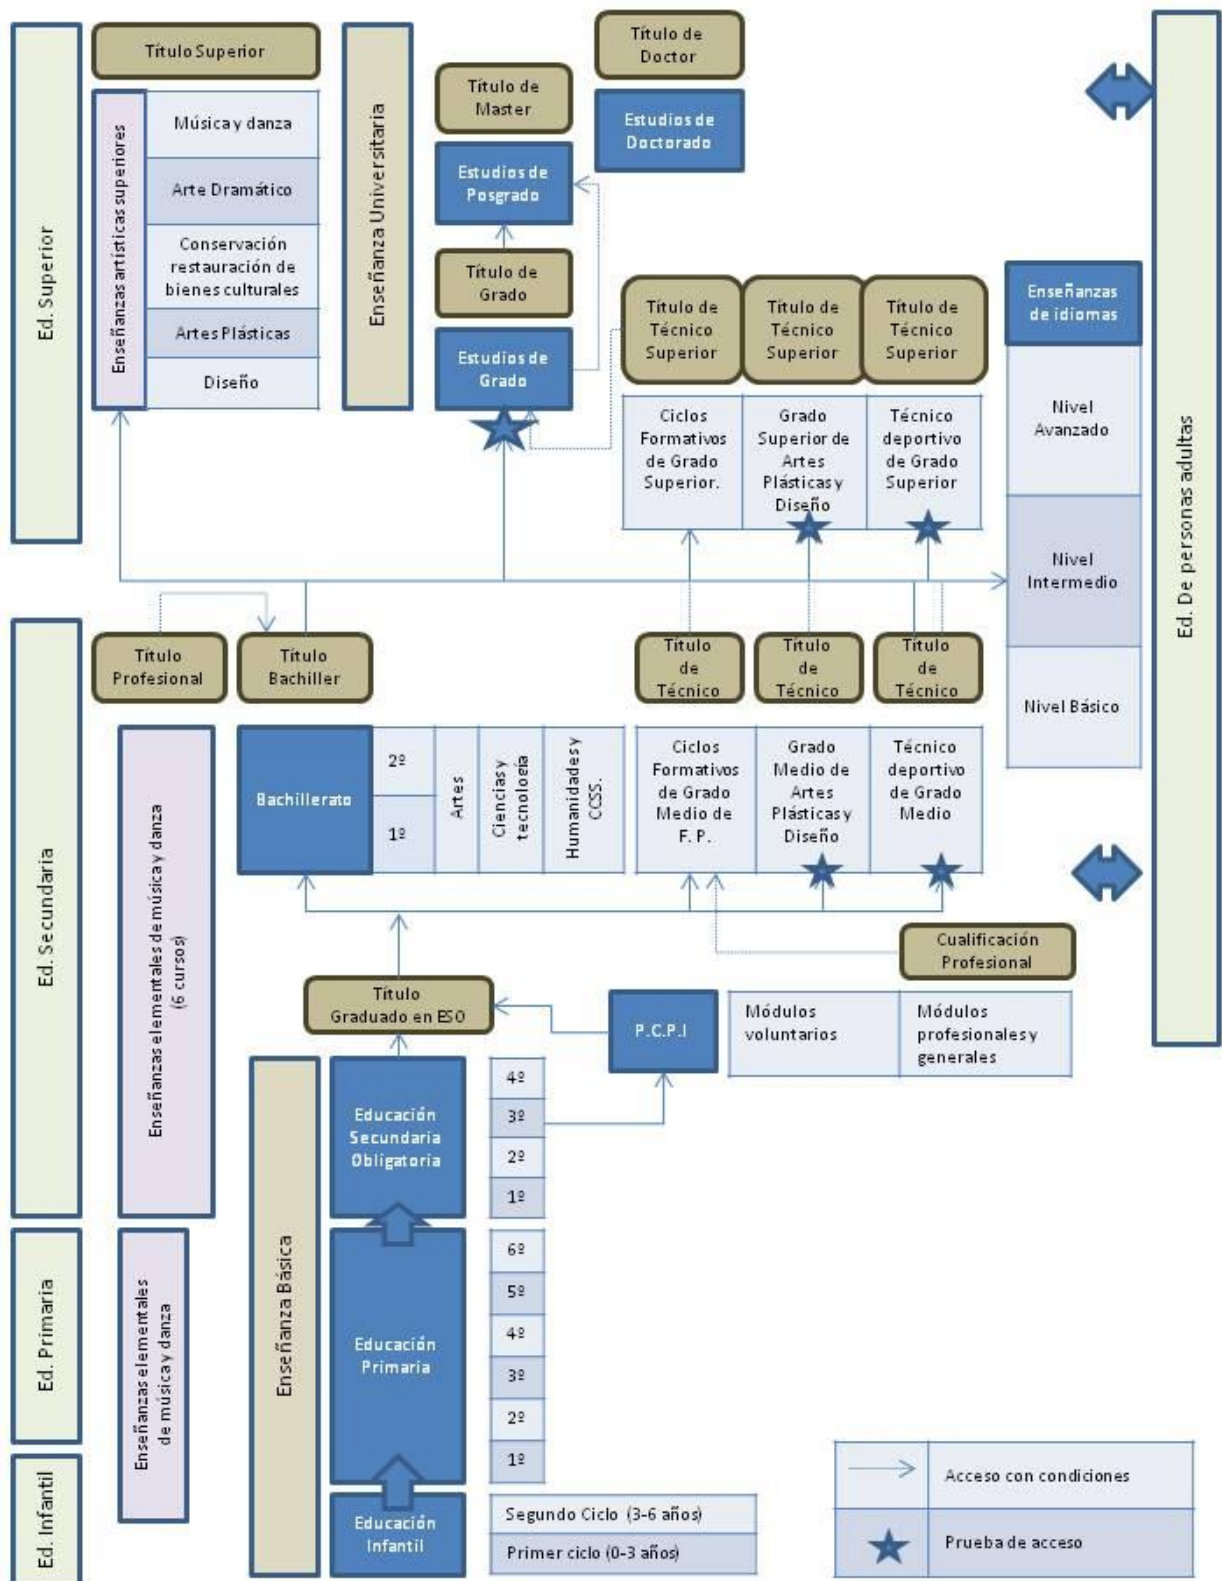 Ed. Superior
Título Superior
Enseñanzas artísticas superiores
Música y danza
Arte Dramático
Conservación
restauración de
bienes culturales
Artes Plásticas
Diseño
Enseñanza Universitaria
Título de
Master
Estudios de
Posgrado
Título de
Grado
Estudios de
Grado
Título de
Doctor
Estudios de
Doctorado
Título de
Técnico
Superior
Título de
Técnico
Superior
Título de
Técnico
Superior
Ciclos
Formativos
de Grado
Superior.
Grado
Superior de
Artes
Plásticas y
Diseño
Técnico
deportivo
de Grado
Superior
Enseñanzas
de idiomas
Nivel
Avanzado
Nivel
Intermedio
Nivel Básico
Ed. De personas adultas
Ed. Secundaria
Título
Profesional
Título
Bachiller
Título
de
Técnico
Título
de
Técnico
Título
de
Técnico
Enseñanzas elementales de música y danza
(6 cursos)
Bachillerato
2º
1º
Artes
Ciencias y
tecnología
Humanidades y
CCSS.
Ciclos
Formativos
de Grado
Medio de
F. P.
Grado
Medio de
Artes
Plásticas y
Diseño
Técnico
deportivo
de Grado
Medio
Cualificación
Profesional
Título
Graduado en ESO
P.C.P.I
Módulos
voluntarios
Módulos
profesionales y
generales
Enseñanza Básica
Educación
Secundaria
Obligatoria
4º
3º
2º
1º
Ed. Primaria
Enseñanzas elementales
de música y danza
Educación
Primaria
6º
5º
4º
3º
2º
1º
Ed. Infantil
Educación
Infantil
Segundo Ciclo (3-6 años)
Primer ciclo (0-3 años)
Acceso con condiciones
Prueba de acceso